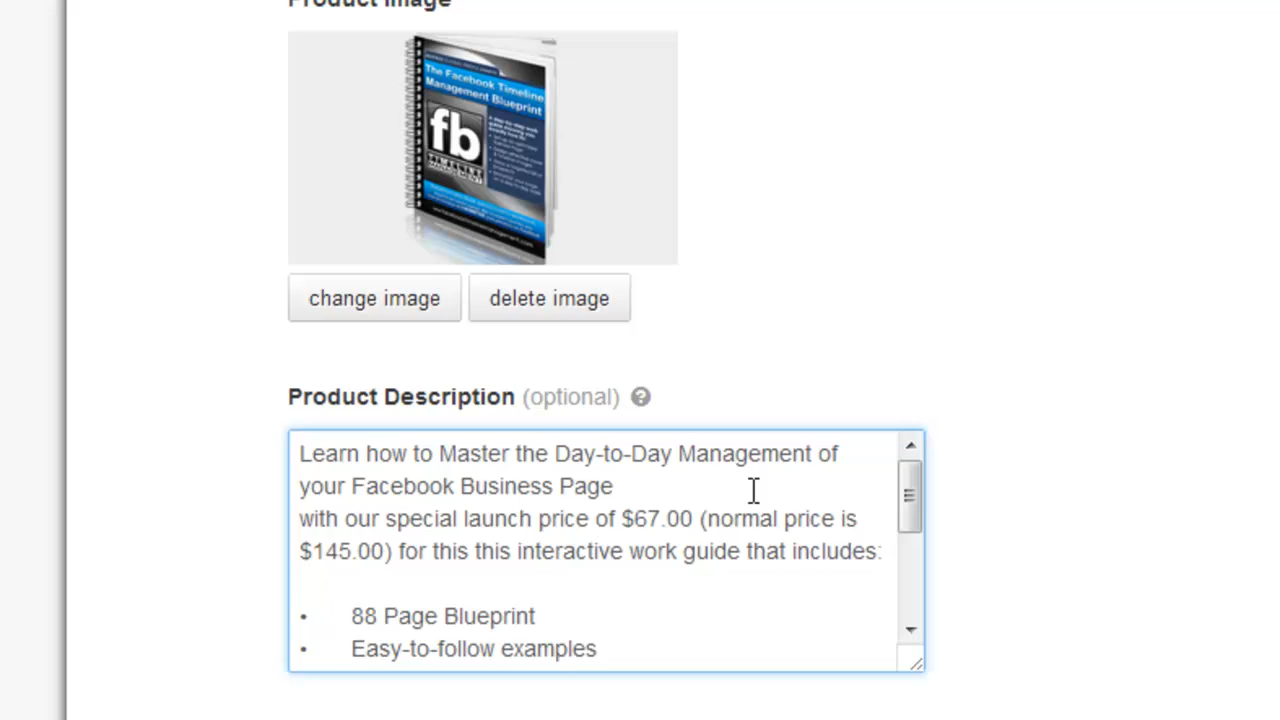 Product Image
The Facebook Timeline
Management Blueprint
fb
TIMELINE
MANAGEMENT
change image
delete image
Product Description (optional) ?
Learn how to Master the Day-to-Day Management of
your Facebook Business Page
with our special launch price of $67.00 (normal price is
$145.00) for this this interactive work guide that includes:
• 88 Page Blueprint
• Easy-to-follow examples